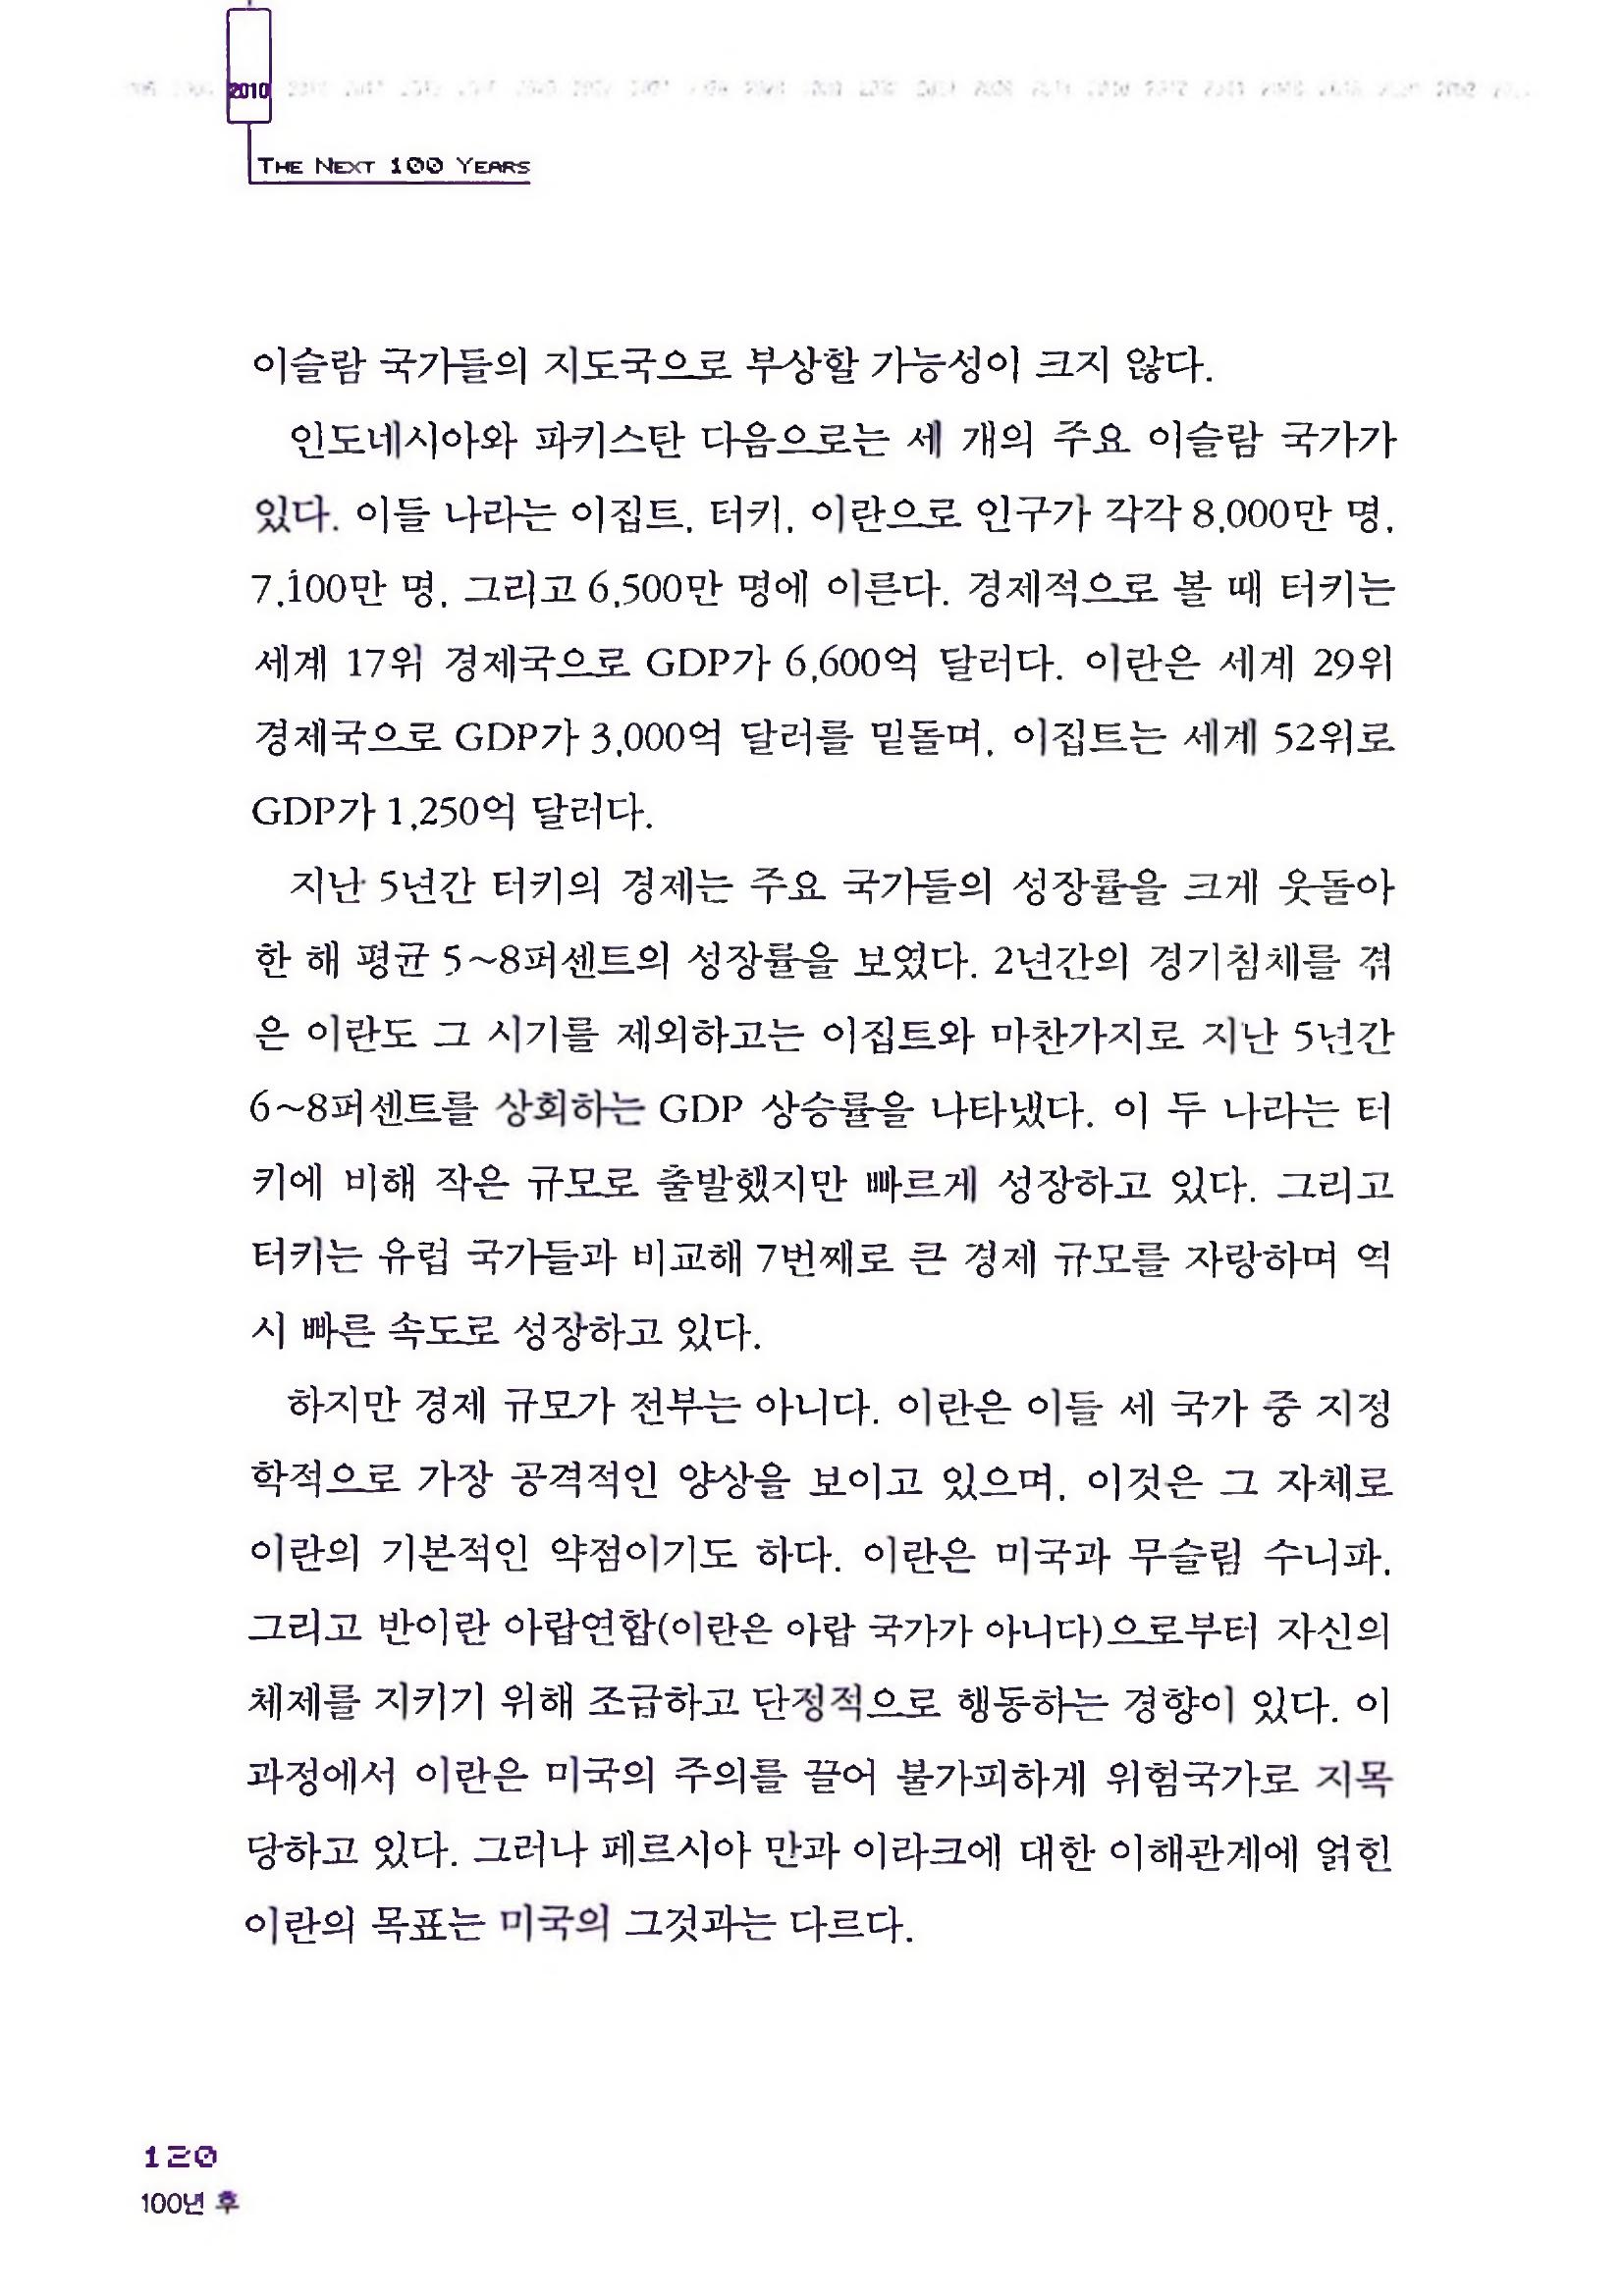 2010
THE NEXT 100 YEARS
이슬람 국가들의 지도국으로 부상할 가능성이 크지 않다.
인도네시아와 파키스탄 다음으로는 세 개의 주요 이슬람 국가가
있다. 이들 나라는 이집트, 터키, 이란으로 인구가 각각 8,000만 명,
7,100만 명, 그리고 6,500만 명에 이른다. 경제적으로 볼 때 터키는
세계 17위 경제국으로 GDP가 6,600억 달러다. 이란은 세계 29위
경제국으로 GDP가 3,000억 달러를 밑돌며, 이집트는 세계 52위로
GDP가 1,250억 달러다.
지난 5년간 터키의 경제는 주요 국가들의 성장률을 크게 웃돌아
한 해 평균 5~8퍼센트의 성장률을 보였다. 2년간의 경기침체를 겪
은 이란도 그 시기를 제외하고는 이집트와 마찬가지로 지난 5년간
6~8퍼센트를 상회하는 GDP 상승률을 나타냈다. 이 두 나라는 터
키에 비해 작은 규모로 출발했지만 빠르게 성장하고 있다. 그리고
터키는 유럽 국가들과 비교해 7번째로 큰 경제 규모를 자랑하며 역
시 빠른 속도로 성장하고 있다.
하지만 경제 규모가 전부는 아니다. 이란은 이들 세 국가 중 지정
학적으로 가장 공격적인 양상을 보이고 있으며, 이것은 그 자체로
이란의 기본적인 약점이기도 하다. 이란은 미국과 무슬림 수니파,
그리고 반이란 아랍연합(이란은 아랍 국가가 아니다)으로부터 자신의
체제를 지키기 위해 조급하고 단정적으로 행동하는 경향이 있다. 이
과정에서 이란은 미국의 주의를 끌어 불가피하게 위험국가로 지목
당하고 있다. 그러나 페르시아 만과 이라크에 대한 이해관계에 얽힌
이란의 목표는 미국의 그것과는 다르다.
120
100년 후